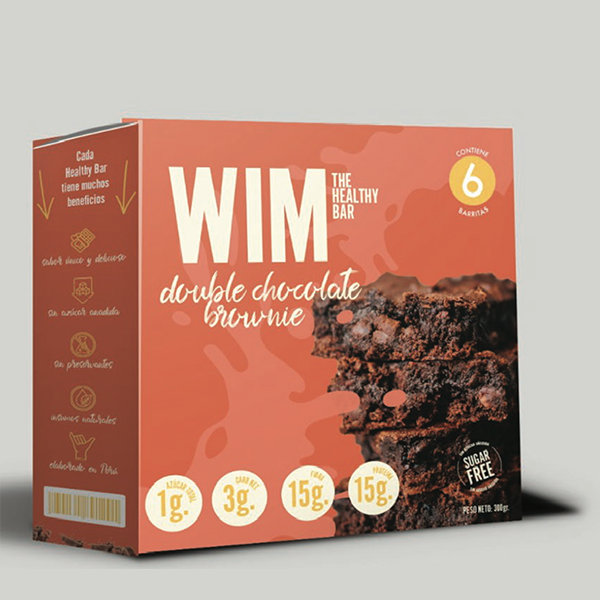 Cada
Healthy Bar
tiene muchos
beneficios
sabor único y delicioso
sin azúcar añadida
sin preservantes
insumos naturales
elaborado en Perú
WIM
THE
HEALTHY
BAR
double chocolate
brownie
CONTIENE
6
BARRITAS
AZÚCAR TOTAL
1g.
CARB NET
3g.
FIBRA
15g.
PROTEÍNA
15g.
SUGAR
FREE
PESO NETO: 300gr.